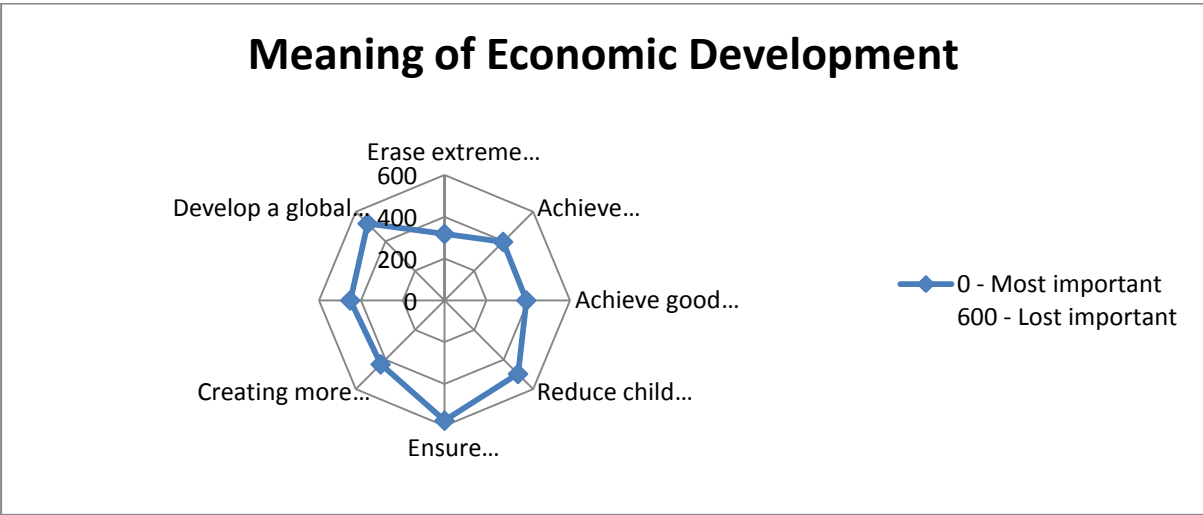 Meaning of Economic Development
Erase extreme…
600
Develop a global…
400
Achieve…
200
0
Achieve good…
0 - Most important
600 - Lost important
Creating more…
Reduce child…
Ensure…